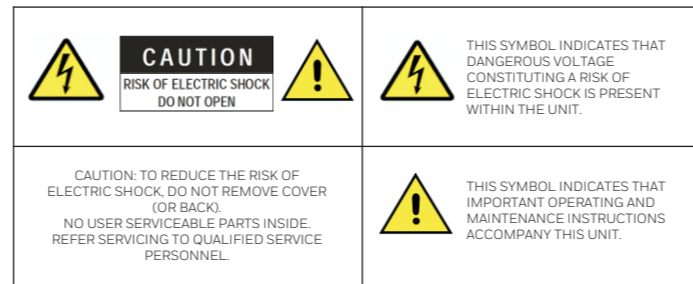 CAUTION
RISK OF ELECTRIC SHOCK
DO NOT OPEN
THIS SYMBOL INDICATES THAT
DANGEROUS VOLTAGE
CONSTITUTING A RISK OF
ELECTRIC SHOCK IS PRESENT
WITHIN THE UNIT.
CAUTION: TO REDUCE THE RISK OF
ELECTRIC SHOCK, DO NOT REMOVE COVER
(OR BACK).
NO USER SERVICEABLE PARTS INSIDE.
REFER SERVICING TO QUALIFIED SERVICE
PERSONNEL.
THIS SYMBOL INDICATES THAT
IMPORTANT OPERATING AND
MAINTENANCE INSTRUCTIONS
ACCOMPANY THIS UNIT.